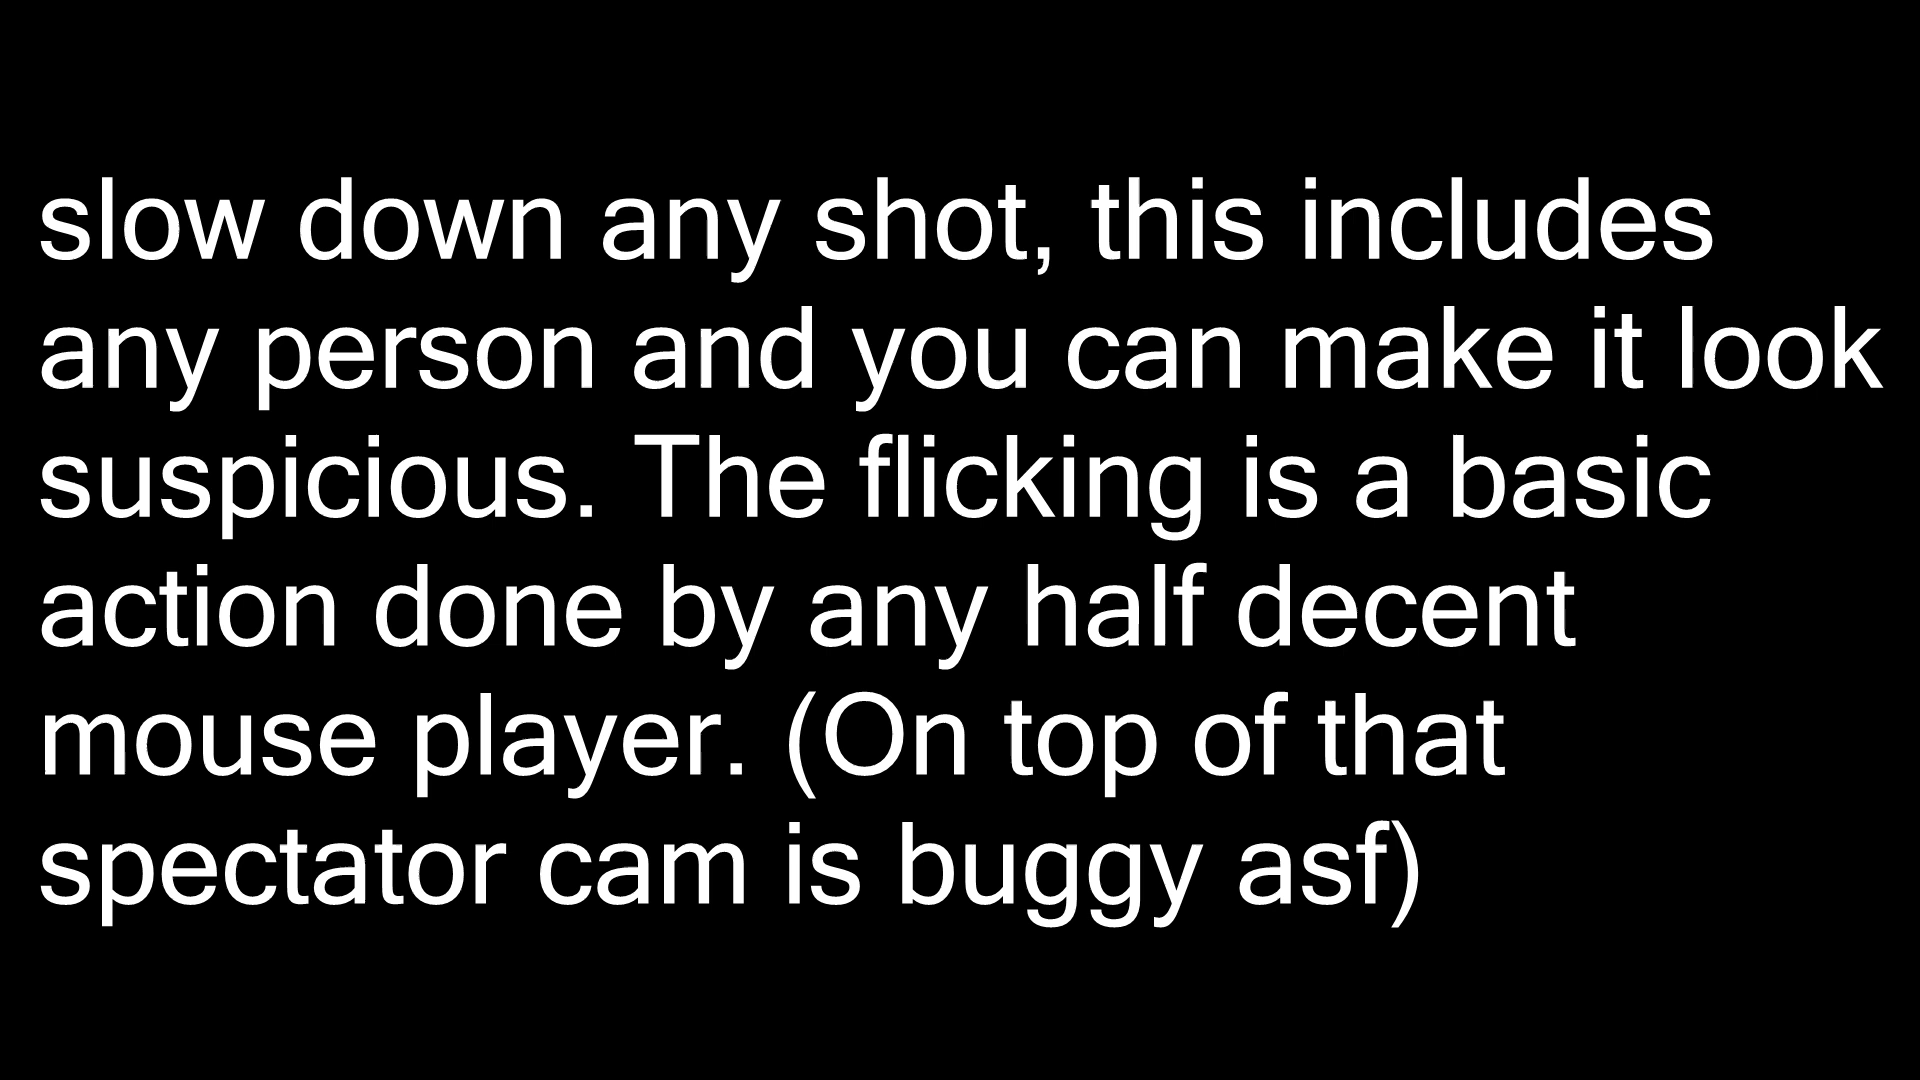 slow down any shot, this includes
any person and you can make it look
suspicious. The flicking is a basic
action done by any half decent
mouse player. (On top of that
spectator cam is buggy asf)